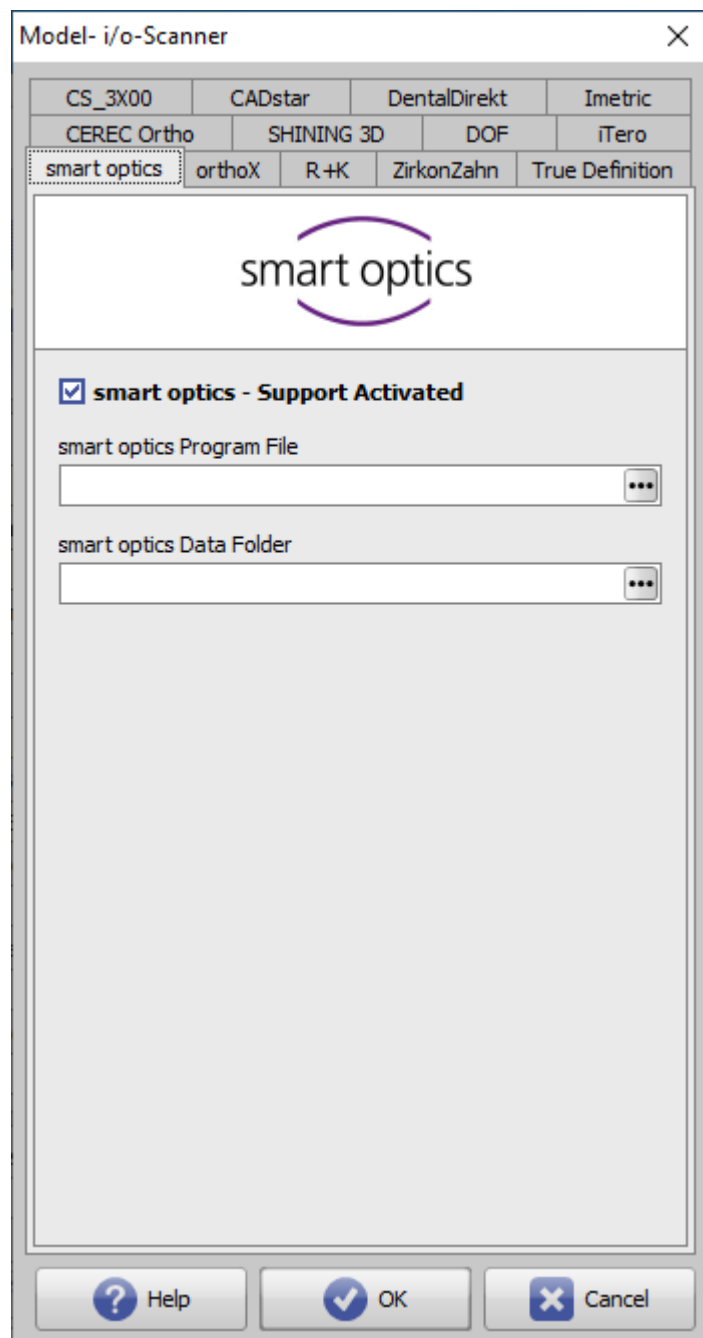 Model- i/o-Scanner
CS_3X00 CADstar DentalDirekt Imetric
CEREC Ortho SHINING 3D DOF iTero
smart optics orthoX R+K ZirkonZahn True Definition
smart optics
smart optics - Support Activated
smart optics Program File
smart optics Data Folder
Help OK Cancel